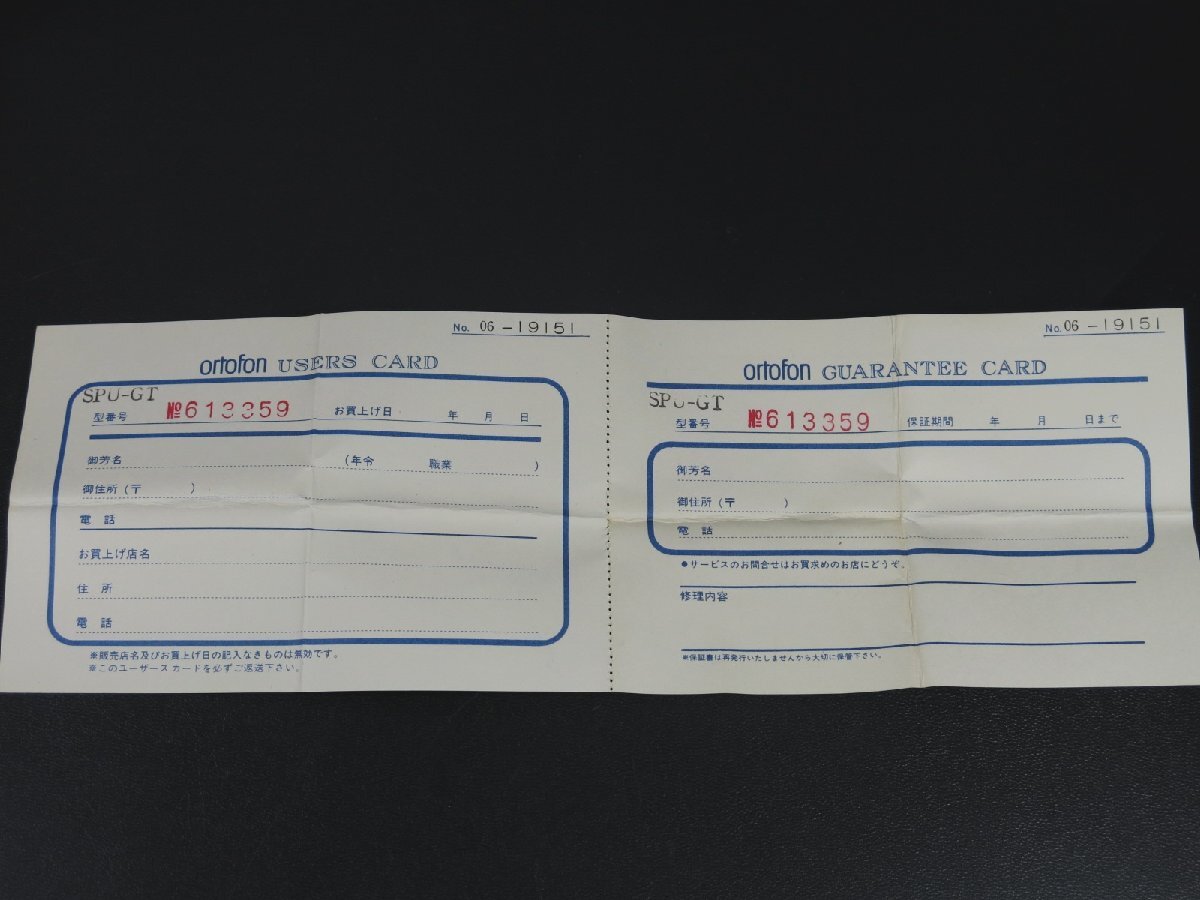 No. 06-19151
ortofon USERS CARD
SPU-GT
型番号 №613359 お買上げ日 年 月 日
御芳名 (年令 職業 )
御住所(〒 )
電話
お買上げ店名
住所
電話
※販売店名及びお買上げ日の記入なきものは無効です。
※このユーザースカードを必ずご返送下さい。
No. 06-19151
ortofon GUARANTEE CARD
SPU-GT
型番号 №613359 保証期間 年 月 日まで
御芳名
御住所(〒 )
電話
●サービスのお問合せはお買求めのお店にどうぞ。
修理内容
※保証書は再発行いたしませんから大切に保管下さい。